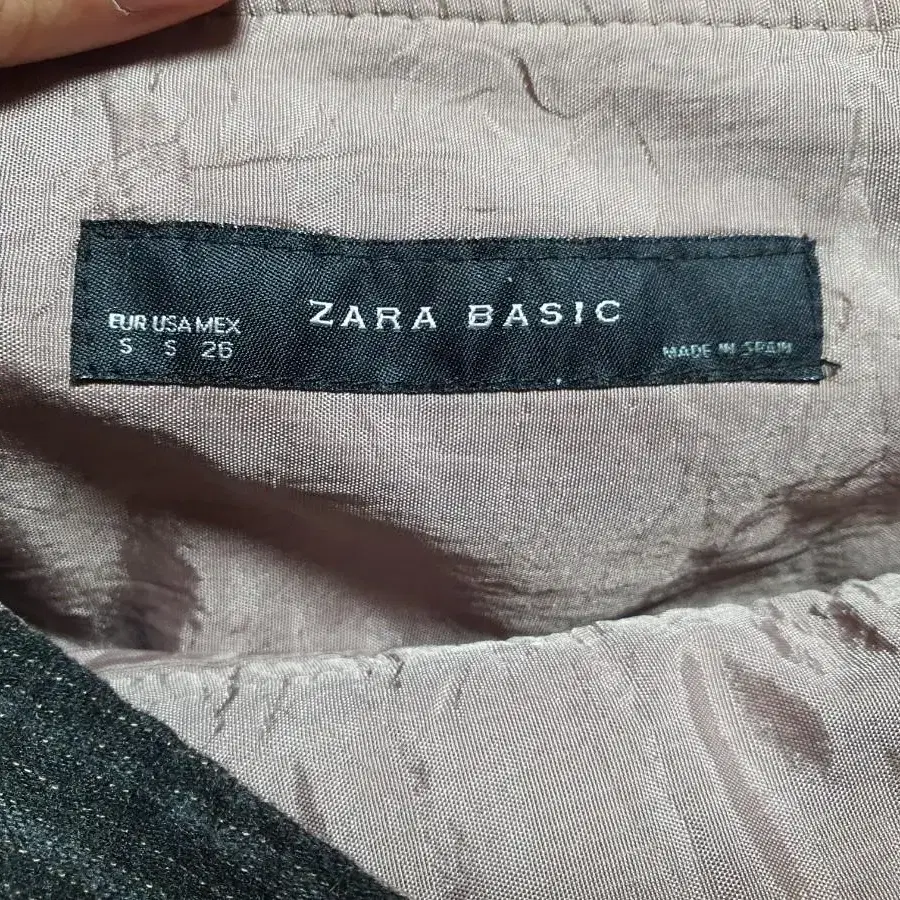 EUR USA MEX
S S 26
ZARA BASIC
MADE IN SPAIN